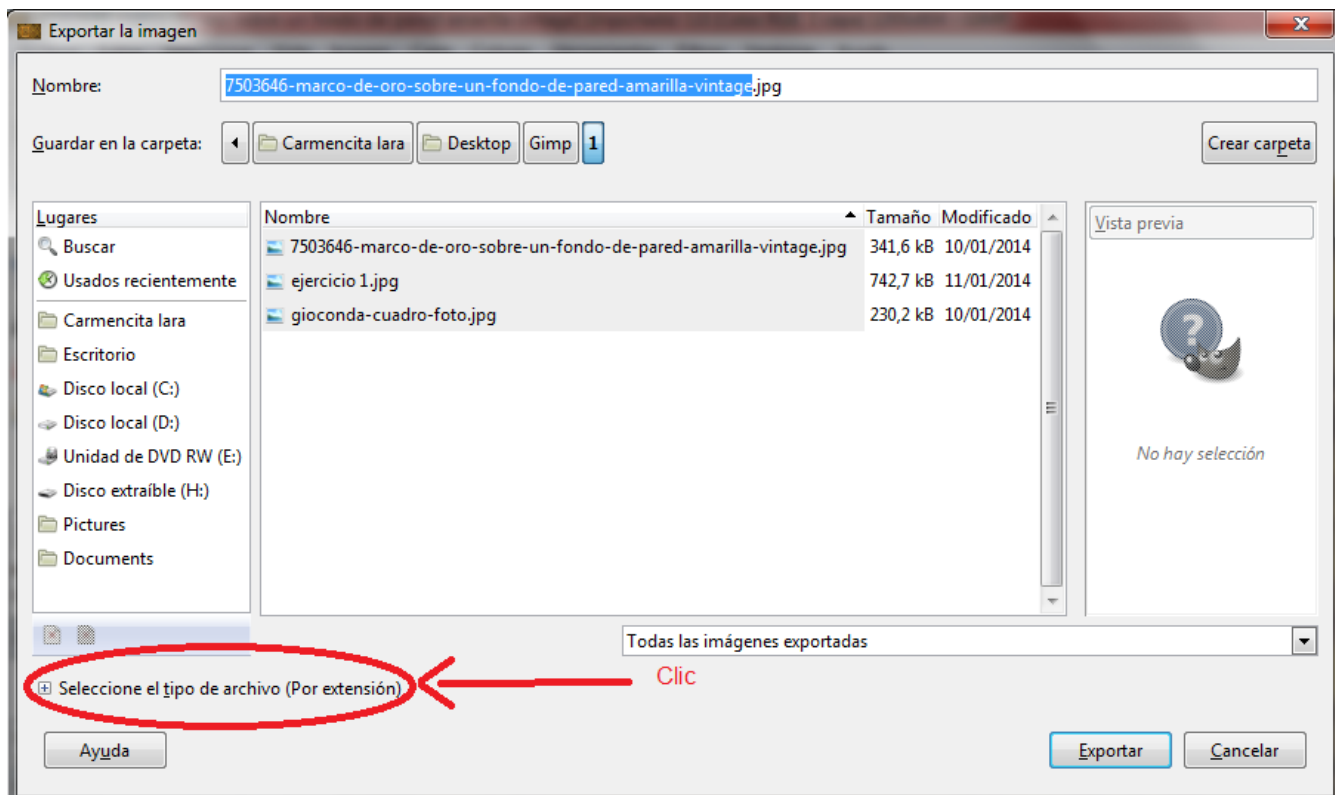 Exportar la imagen
Nombre: 7503646-marco-de-oro-sobre-un-fondo-de-pared-amarilla-vintage.jpg
Guardar en la carpeta: Carmencita lara Desktop Gimp 1 Crear carpeta
Lugares Nombre Tamaño Modificado Vista previa
Buscar 7503646-marco-de-oro-sobre-un-fondo-de-pared-amarilla-vintage.jpg 341,6 kB 10/01/2014
Usados recientemente ejercicio 1.jpg 742,7 kB 11/01/2014
Carmencita lara gioconda-cuadro-foto.jpg 230,2 kB 10/01/2014
Escritorio
Disco local (C:)
Disco local (D:)
Unidad de DVD RW (E:) No hay selección
Disco extraíble (H:)
Pictures
Documents
Todas las imágenes exportadas
Clic
Seleccione el tipo de archivo (Por extensión)
Ayuda Exportar Cancelar